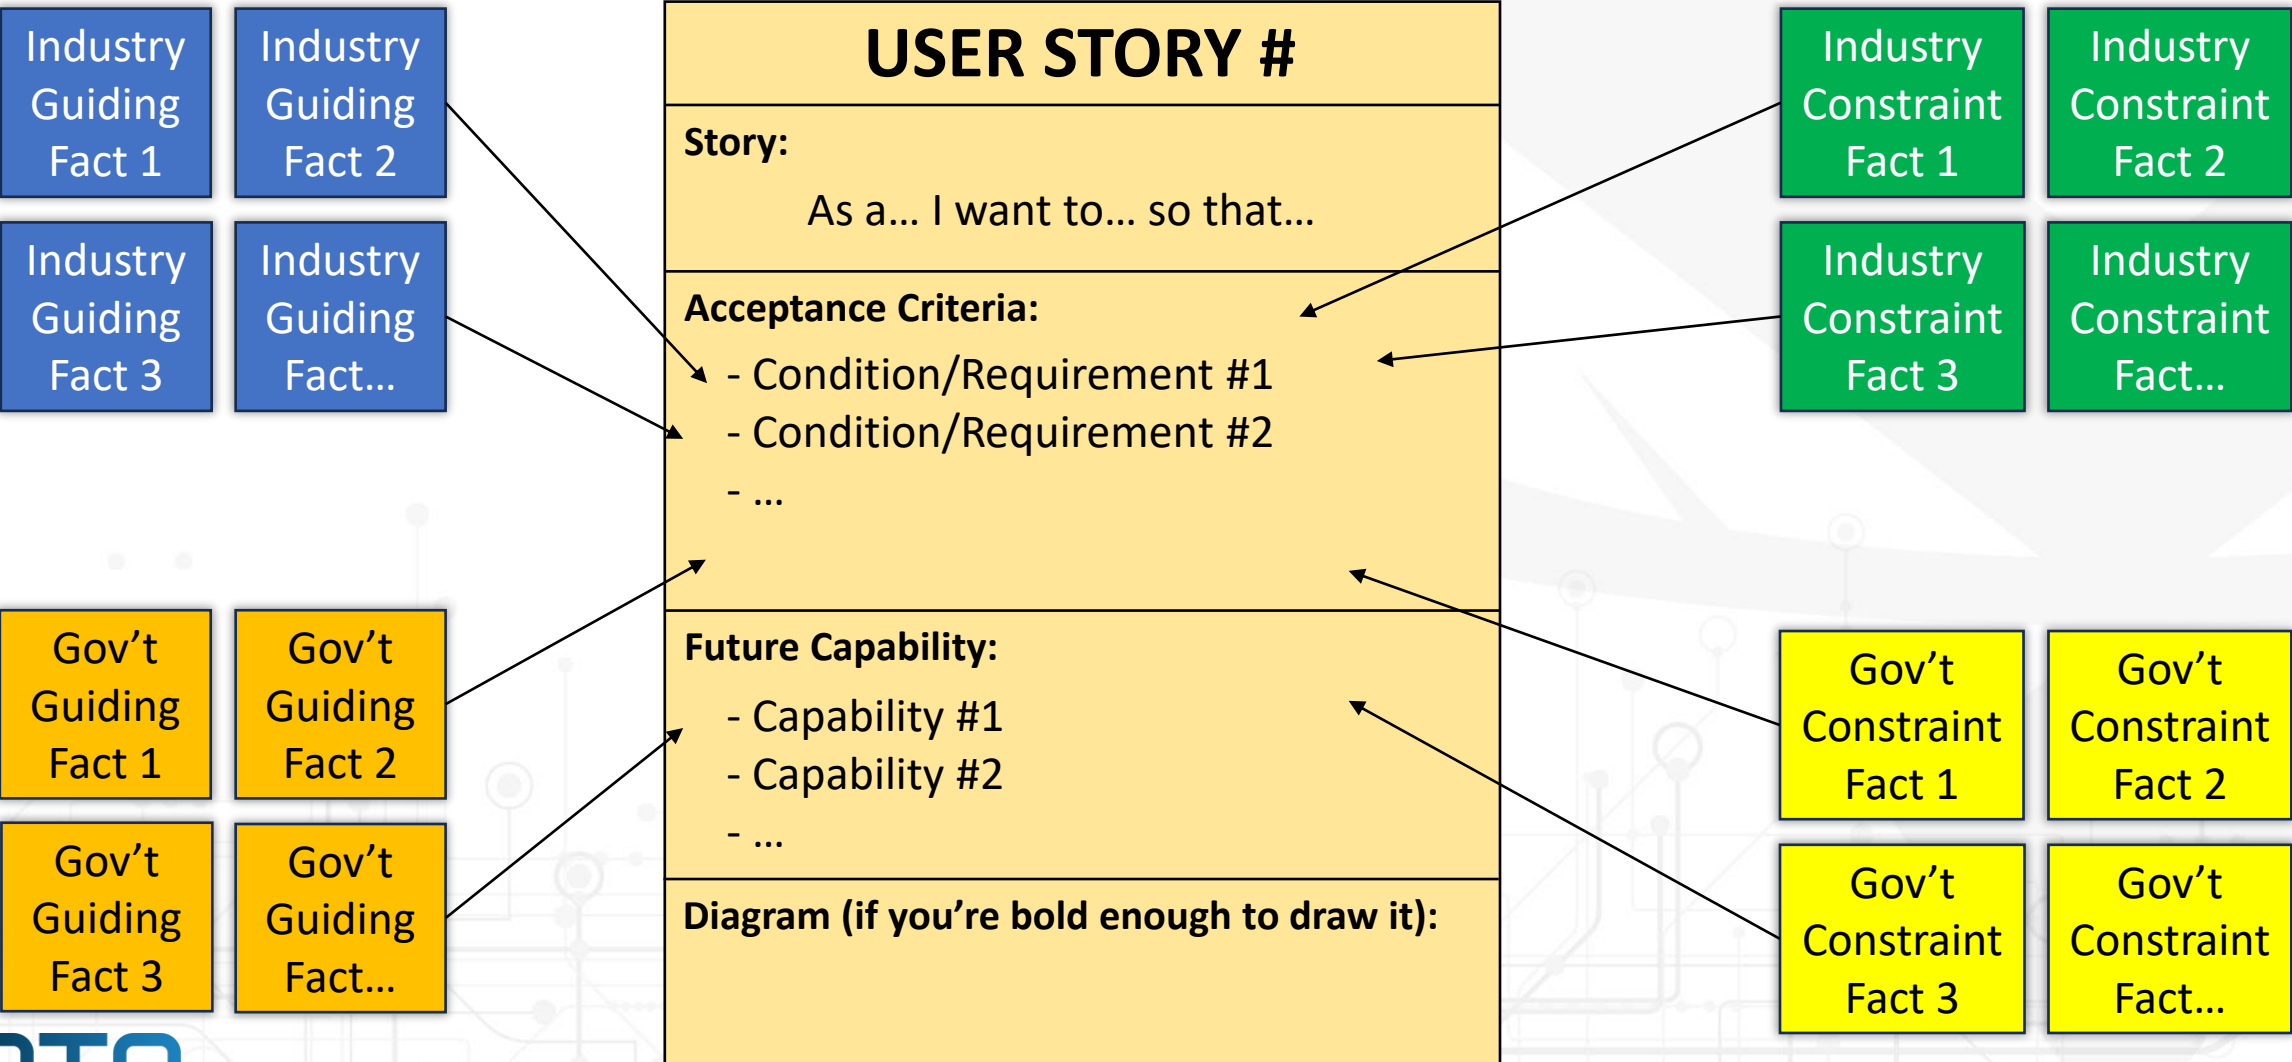 Industry
Guiding
Fact 1
Industry
Guiding
Fact 2
Industry
Guiding
Fact 3
Industry
Guiding
Fact...
Gov't
Guiding
Fact 1
Gov't
Guiding
Fact 2
Gov't
Guiding
Fact 3
Gov't
Guiding
Fact...
USER STORY #
Story:
As a... I want to... so that...
Acceptance Criteria:
- Condition/Requirement #1
- Condition/Requirement #2
- ...
Future Capability:
- Capability #1
- Capability #2
- ...
Diagram (if you're bold enough to draw it):
Industry
Constraint
Fact 1
Industry
Constraint
Fact 2
Industry
Constraint
Fact 3
Industry
Constraint
Fact...
Gov't
Constraint
Fact 1
Gov't
Constraint
Fact 2
Gov't
Constraint
Fact 3
Gov't
Constraint
Fact...